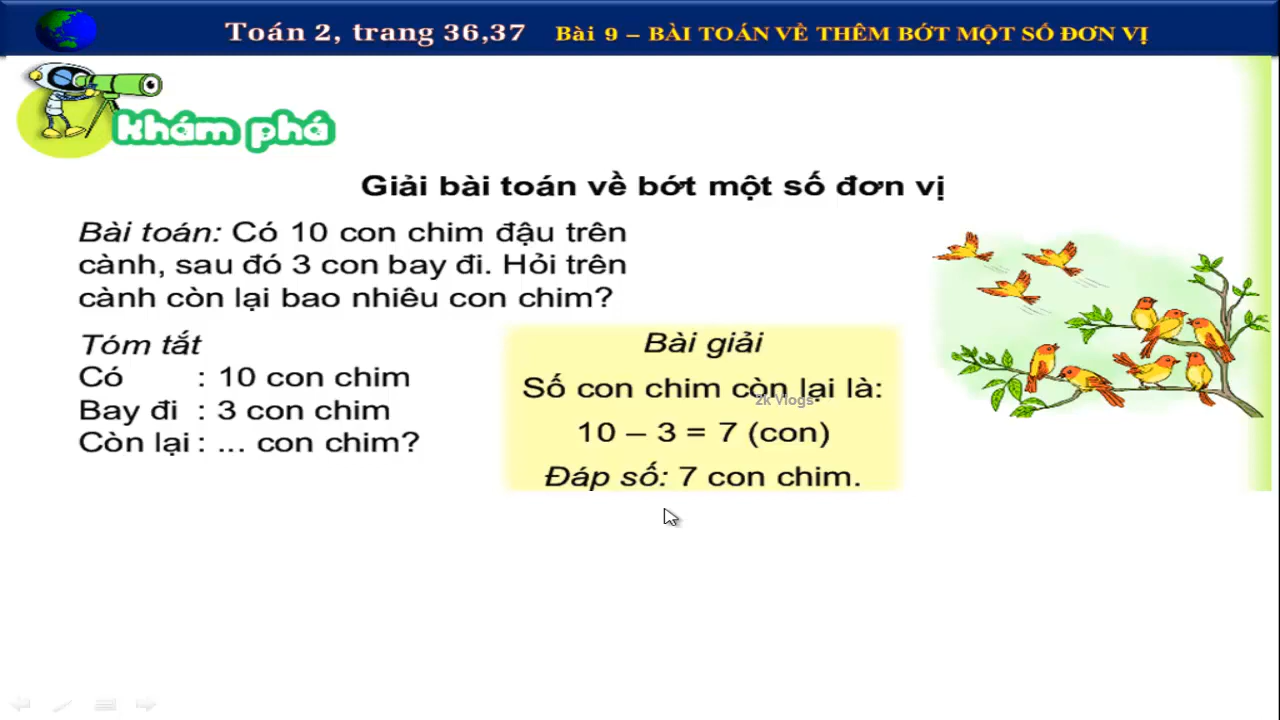 Toán 2, trang 36,37 Bài 9 – BÀI TOÁN VỀ THÊM BỚT MỘT SỐ ĐƠN VỊ
Khám phá
Giải bài toán về bớt một số đơn vị
Bài toán: Có 10 con chim đậu trên
cành, sau đó 3 con bay đi. Hỏi trên
cành còn lại bao nhiêu con chim?
Tóm tắt
Có : 10 con chim
Bay đi : 3 con chim
Còn lại : ... con chim?
Bài giải
Số con chim còn lại là:
2k Vlogs
10 – 3 = 7 (con)
Đáp số: 7 con chim.